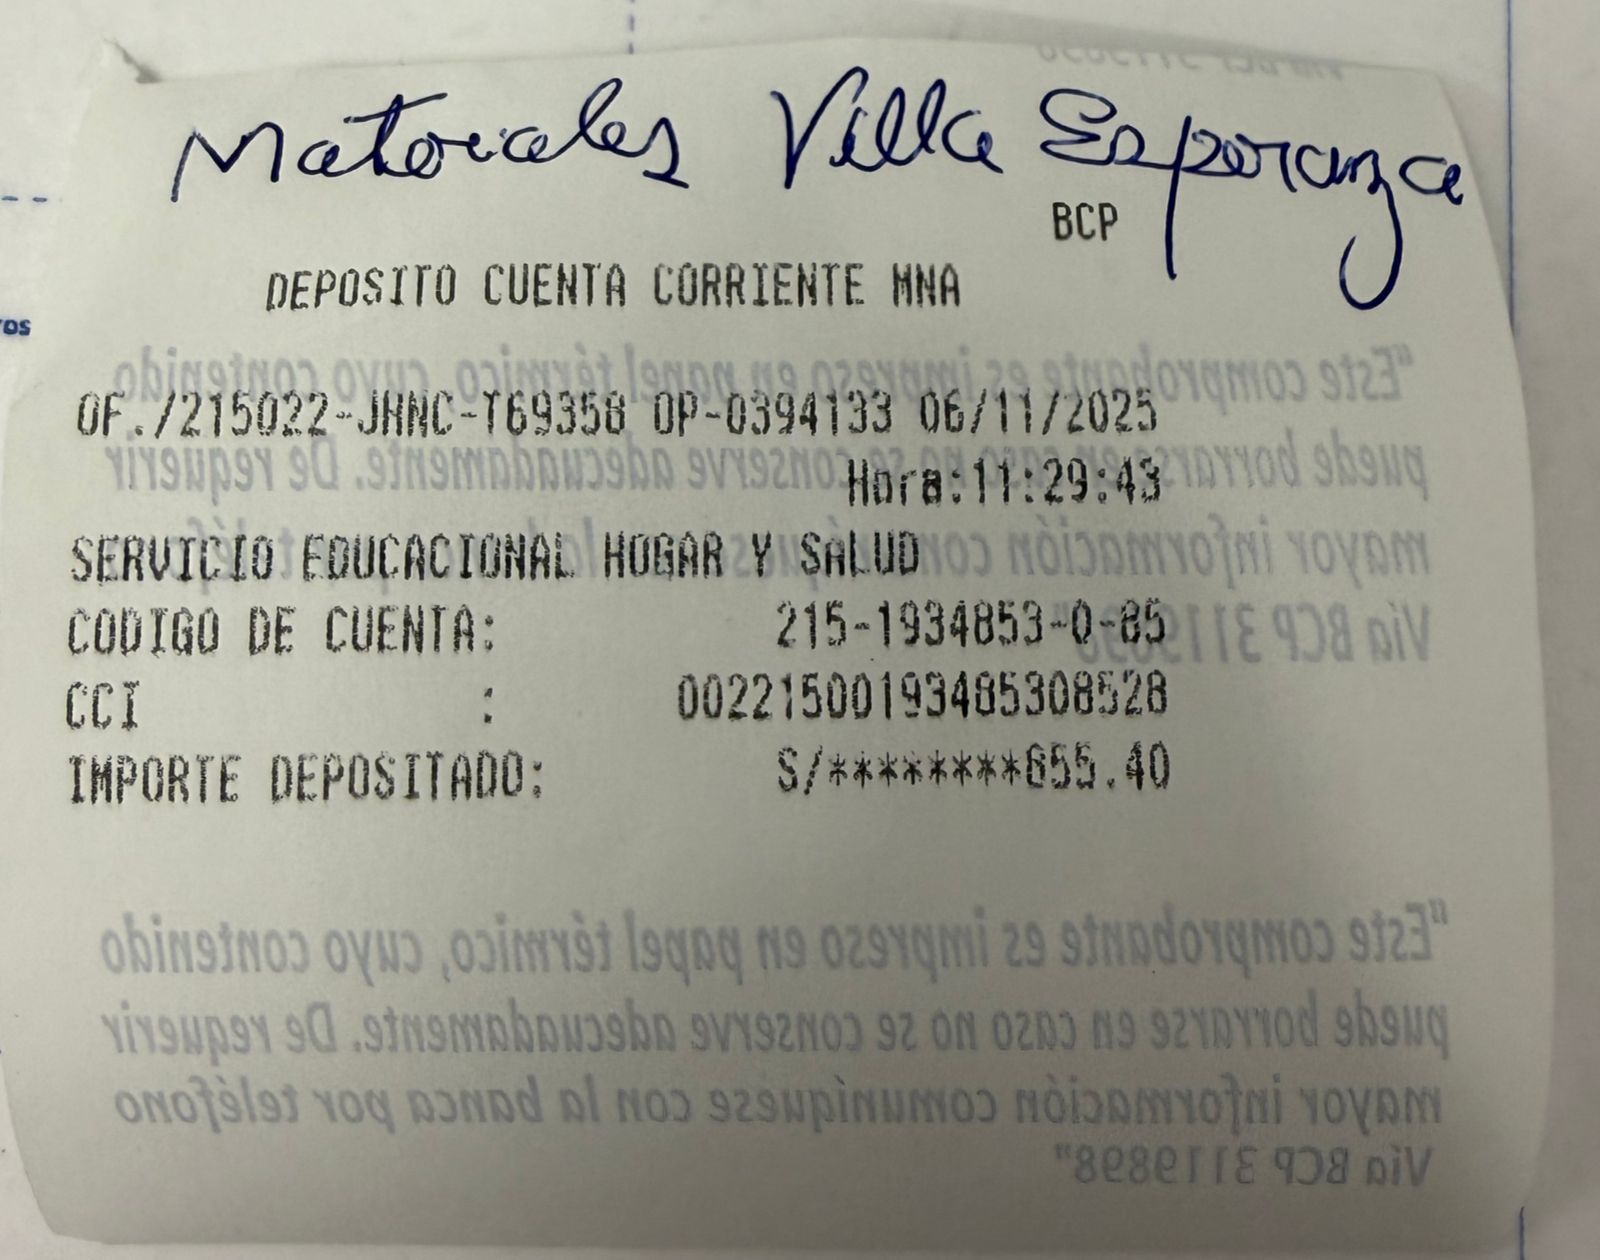 Materiales Villa Esperanza
BCP
DEPOSITO CUENTA CORRIENTE MNA
OF./215022-JHNC-T69358 OP-0394133 06/11/2025
Hora:11:29:43
SERVICIO EDUCACIONAL HOGAR Y SALUD
CODIGO DE CUENTA: 215-1934853-0-85
CCI : 00221500193485308528
IMPORTE DEPOSITADO: S/********655.40
"Este comprobante es impreso en papel térmico, cuyo contenido
puede borrarse en caso no se conserve adecuadamente. De requerir
mayor información comuníquese con la banca por teléfono
Vía BCP 3119898"